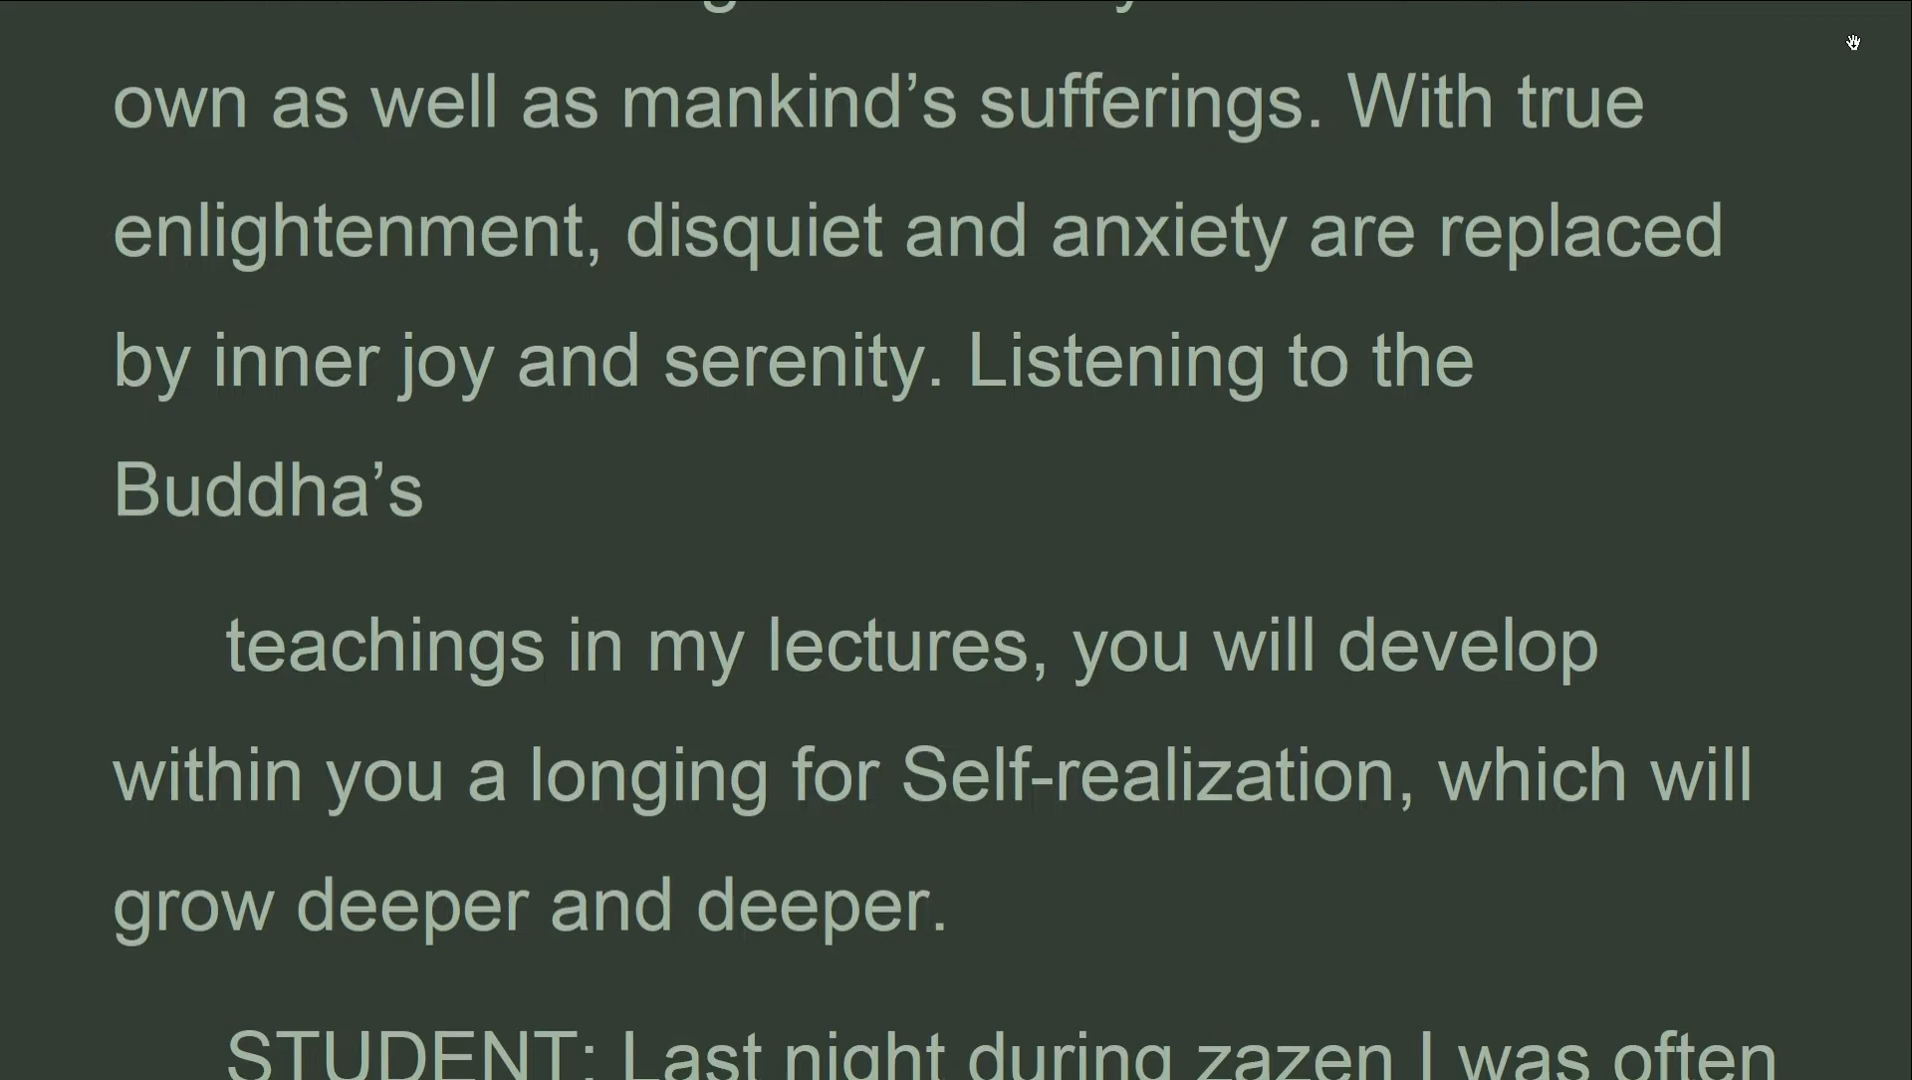 own as well as mankind’s sufferings. With true
enlightenment, disquiet and anxiety are replaced
by inner joy and serenity. Listening to the
Buddha’s
teachings in my lectures, you will develop
within you a longing for Self-realization, which will
grow deeper and deeper.
STUDENT: Last night during zazen I was often